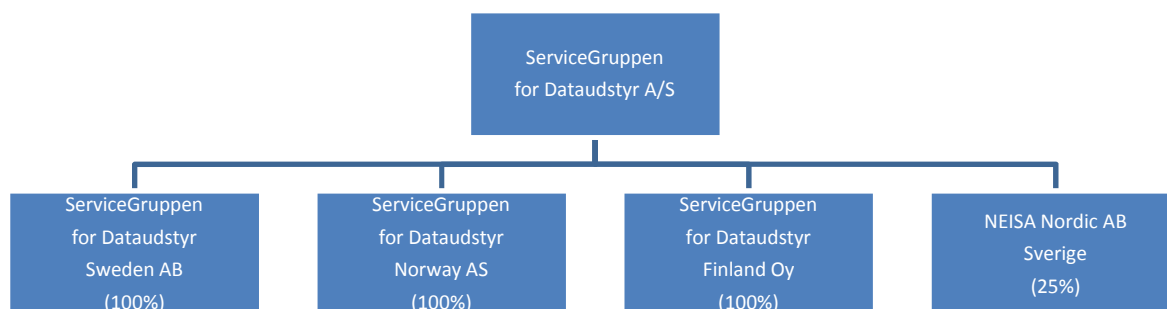 ServiceGruppen
for Dataudstyr A/S
ServiceGruppen
for Dataudstyr
Sweden AB
(100%)
ServiceGruppen
for Dataudstyr
Norway AS
(100%)
ServiceGruppen
for Dataudstyr
Finland Oy
(100%)
NEISA Nordic AB
Sverige
(25%)